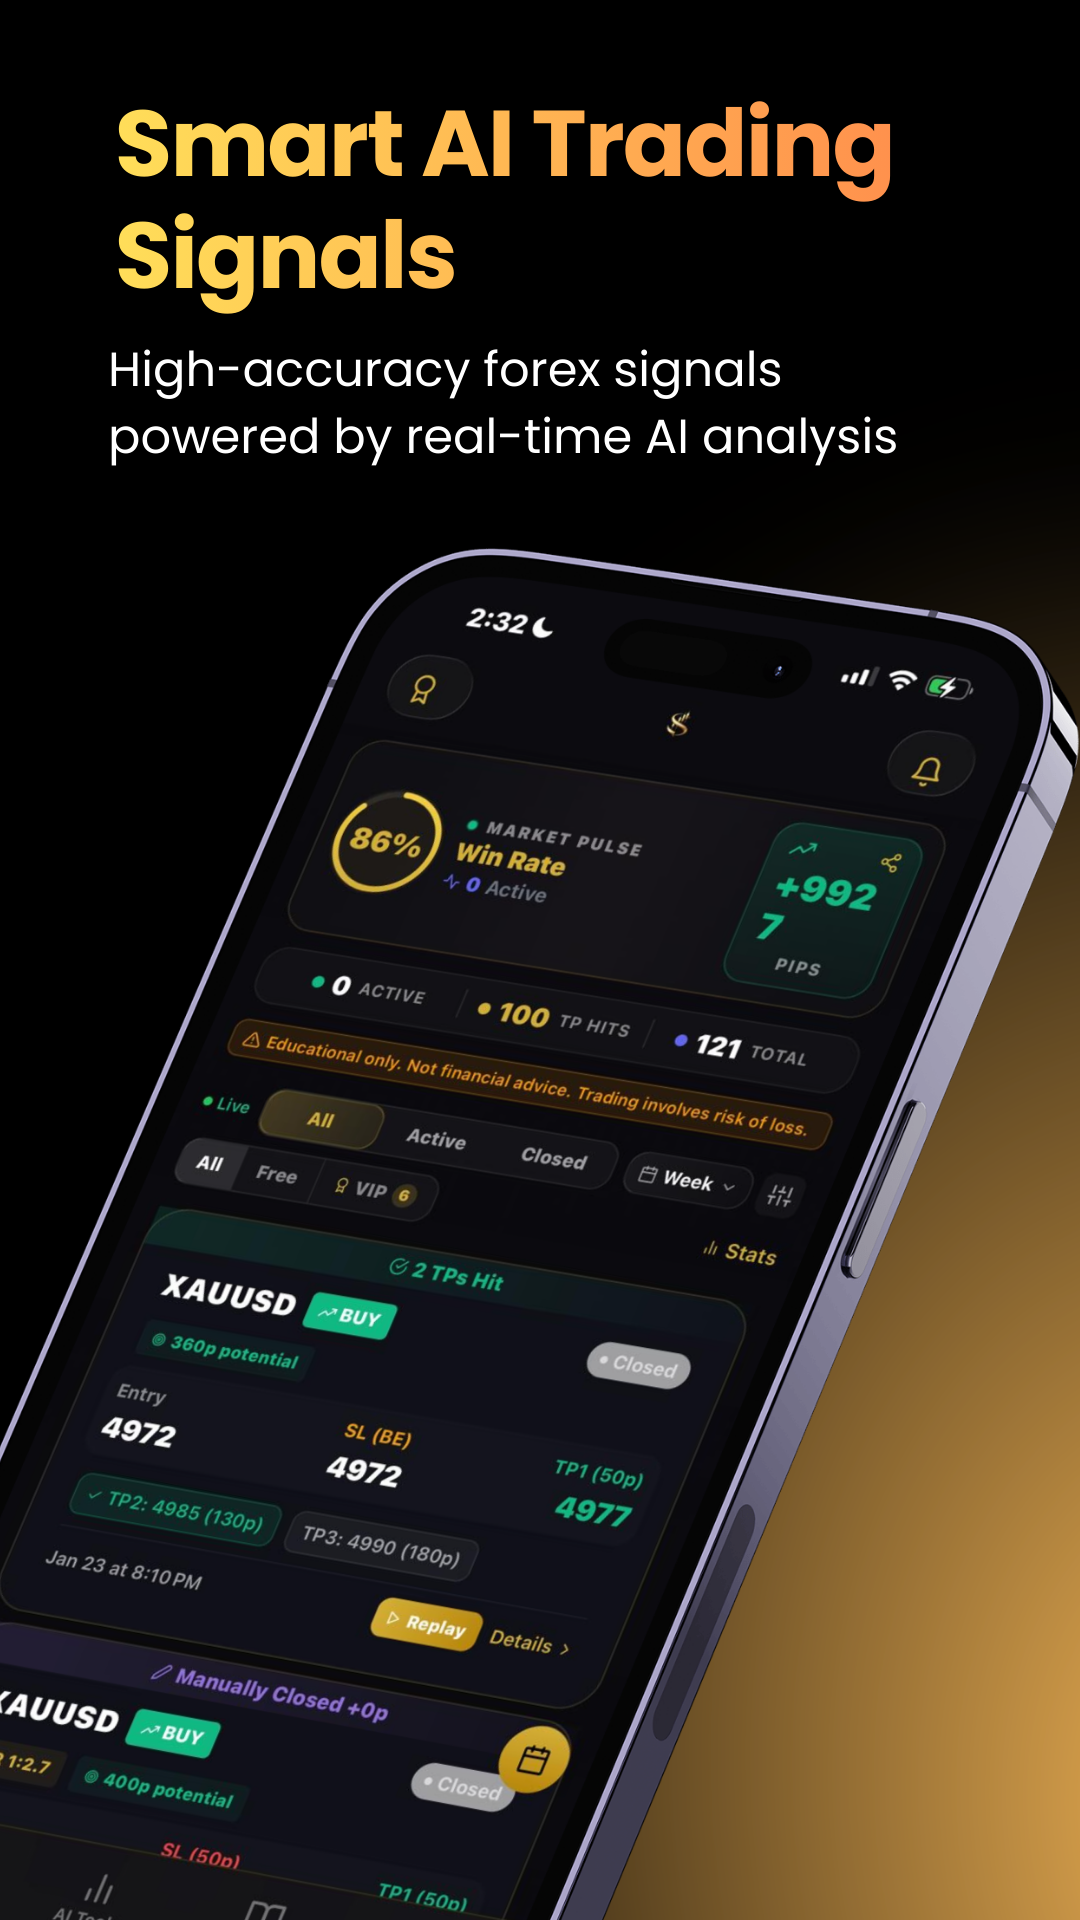 Smart AI Trading
Signals
High-accuracy forex signals
powered by real-time AI analysis
2:32
86%
MARKET PULSE
Win Rate
0 Active
+992
7
PIPS
0 ACTIVE
100 TP HITS
121 TOTAL
Educational only. Not financial advice. Trading involves risk of loss.
Live
All
Active
Closed
Week
All
Free
VIP 6
Stats
2 TPs Hit
XAUUSD
BUY
360p potential
Closed
Entry
4972
SL (BE)
4972
TP1 (50p)
4977
TP2: 4985 (130p)
TP3: 4990 (180p)
Jan 23 at 8:10 PM
Replay
Details
Manually Closed +0p
XAUUSD
BUY
1:2.7
400p potential
Closed
SL (50p)
TP1 (50p)
AI